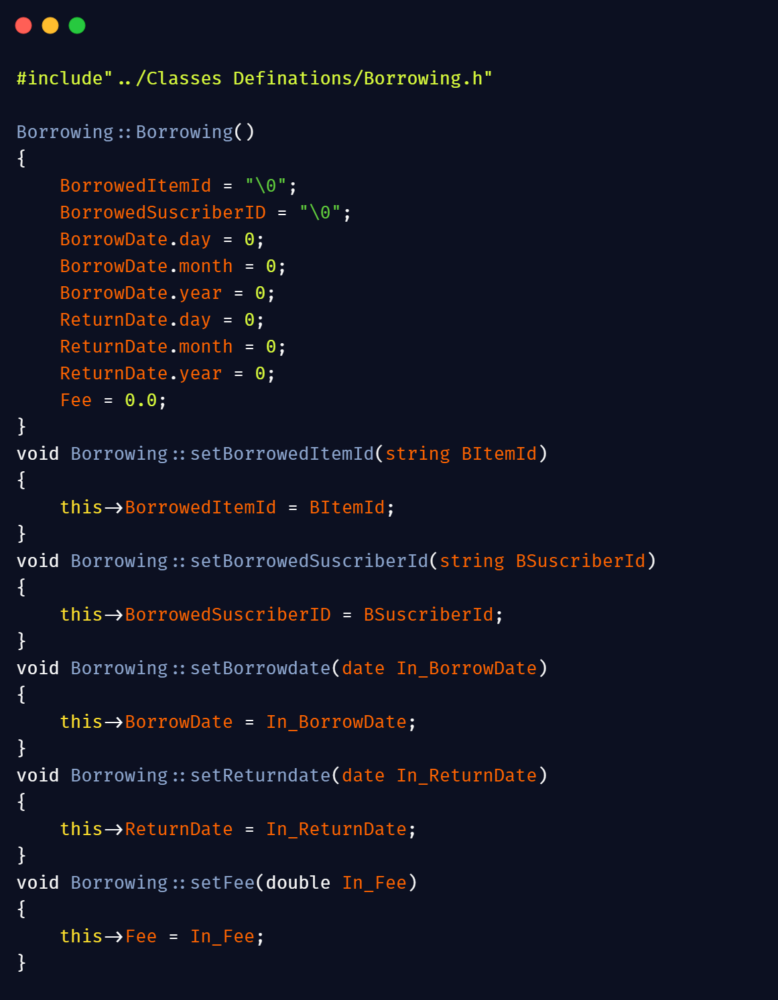 #include"../Classes Definations/Borrowing.h"

Borrowing::Borrowing()
{
    BorrowedItemId = "\0";
    BorrowedSuscriberID = "\0";
    BorrowDate.day = 0;
    BorrowDate.month = 0;
    BorrowDate.year = 0;
    ReturnDate.day = 0;
    ReturnDate.month = 0;
    ReturnDate.year = 0;
    Fee = 0.0;
}
void Borrowing::setBorrowedItemId(string BItemId)
{
    this->BorrowedItemId = BItemId;
}
void Borrowing::setBorrowedSuscriberId(string BSuscriberId)
{
    this->BorrowedSuscriberID = BSuscriberId;
}
void Borrowing::setBorrowdate(date In_BorrowDate)
{
    this->BorrowDate = In_BorrowDate;
}
void Borrowing::setReturndate(date In_ReturnDate)
{
    this->ReturnDate = In_ReturnDate;
}
void Borrowing::setFee(double In_Fee)
{
    this->Fee = In_Fee;
}